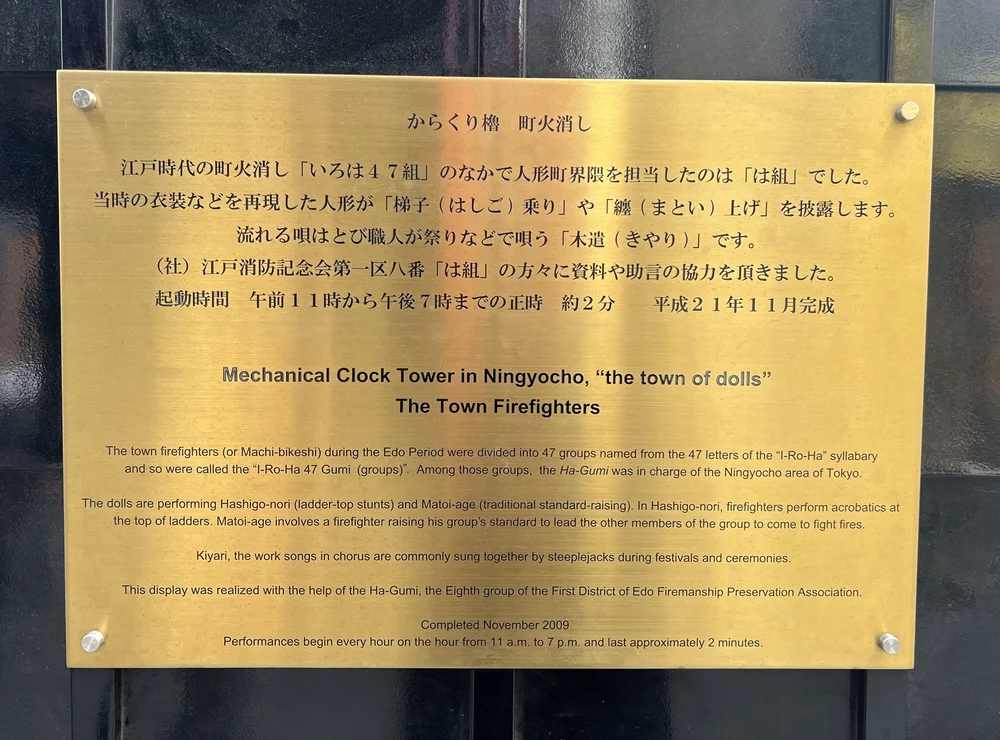 からくり櫓　町火消し
江戸時代の町火消し「いろは４７組」のなかで人形町界隈を担当したのは「は組」でした。
当時の衣装などを再現した人形が「梯子（はしご）乗り」や「纏（まとい）上げ」を披露します。
流れる唄はとび職人が祭りなどで唄う「木遣（きやり）」です。
（社）江戸消防記念会第一区八番「は組」の方々に資料や助言の協力を頂きました。
起動時間　午前１１時から午後７時までの正時　約２分　　平成２１年１１月完成
Mechanical Clock Tower in Ningyocho, “the town of dolls”
The Town Firefighters
The town firefighters (or Machi-bikeshi) during the Edo Period were divided into 47 groups named from the 47 letters of the “I-Ro-Ha” syllabary
and so were called the “I-Ro-Ha 47 Gumi (groups)”. Among those groups, the Ha-Gumi was in charge of the Ningyocho area of Tokyo.
The dolls are performing Hashigo-nori (ladder-top stunts) and Matoi-age (traditional standard-raising). In Hashigo-nori, firefighters perform acrobatics at
the top of ladders. Matoi-age involves a firefighter raising his group’s standard to lead the other members of the group to come to fight fires.
Kiyari, the work songs in chorus are commonly sung together by steeplejacks during festivals and ceremonies.
This display was realized with the help of the Ha-Gumi, the Eighth group of the First District of Edo Firemanship Preservation Association.
Completed November 2009
Performances begin every hour on the hour from 11 a.m. to 7 p.m. and last approximately 2 minutes.